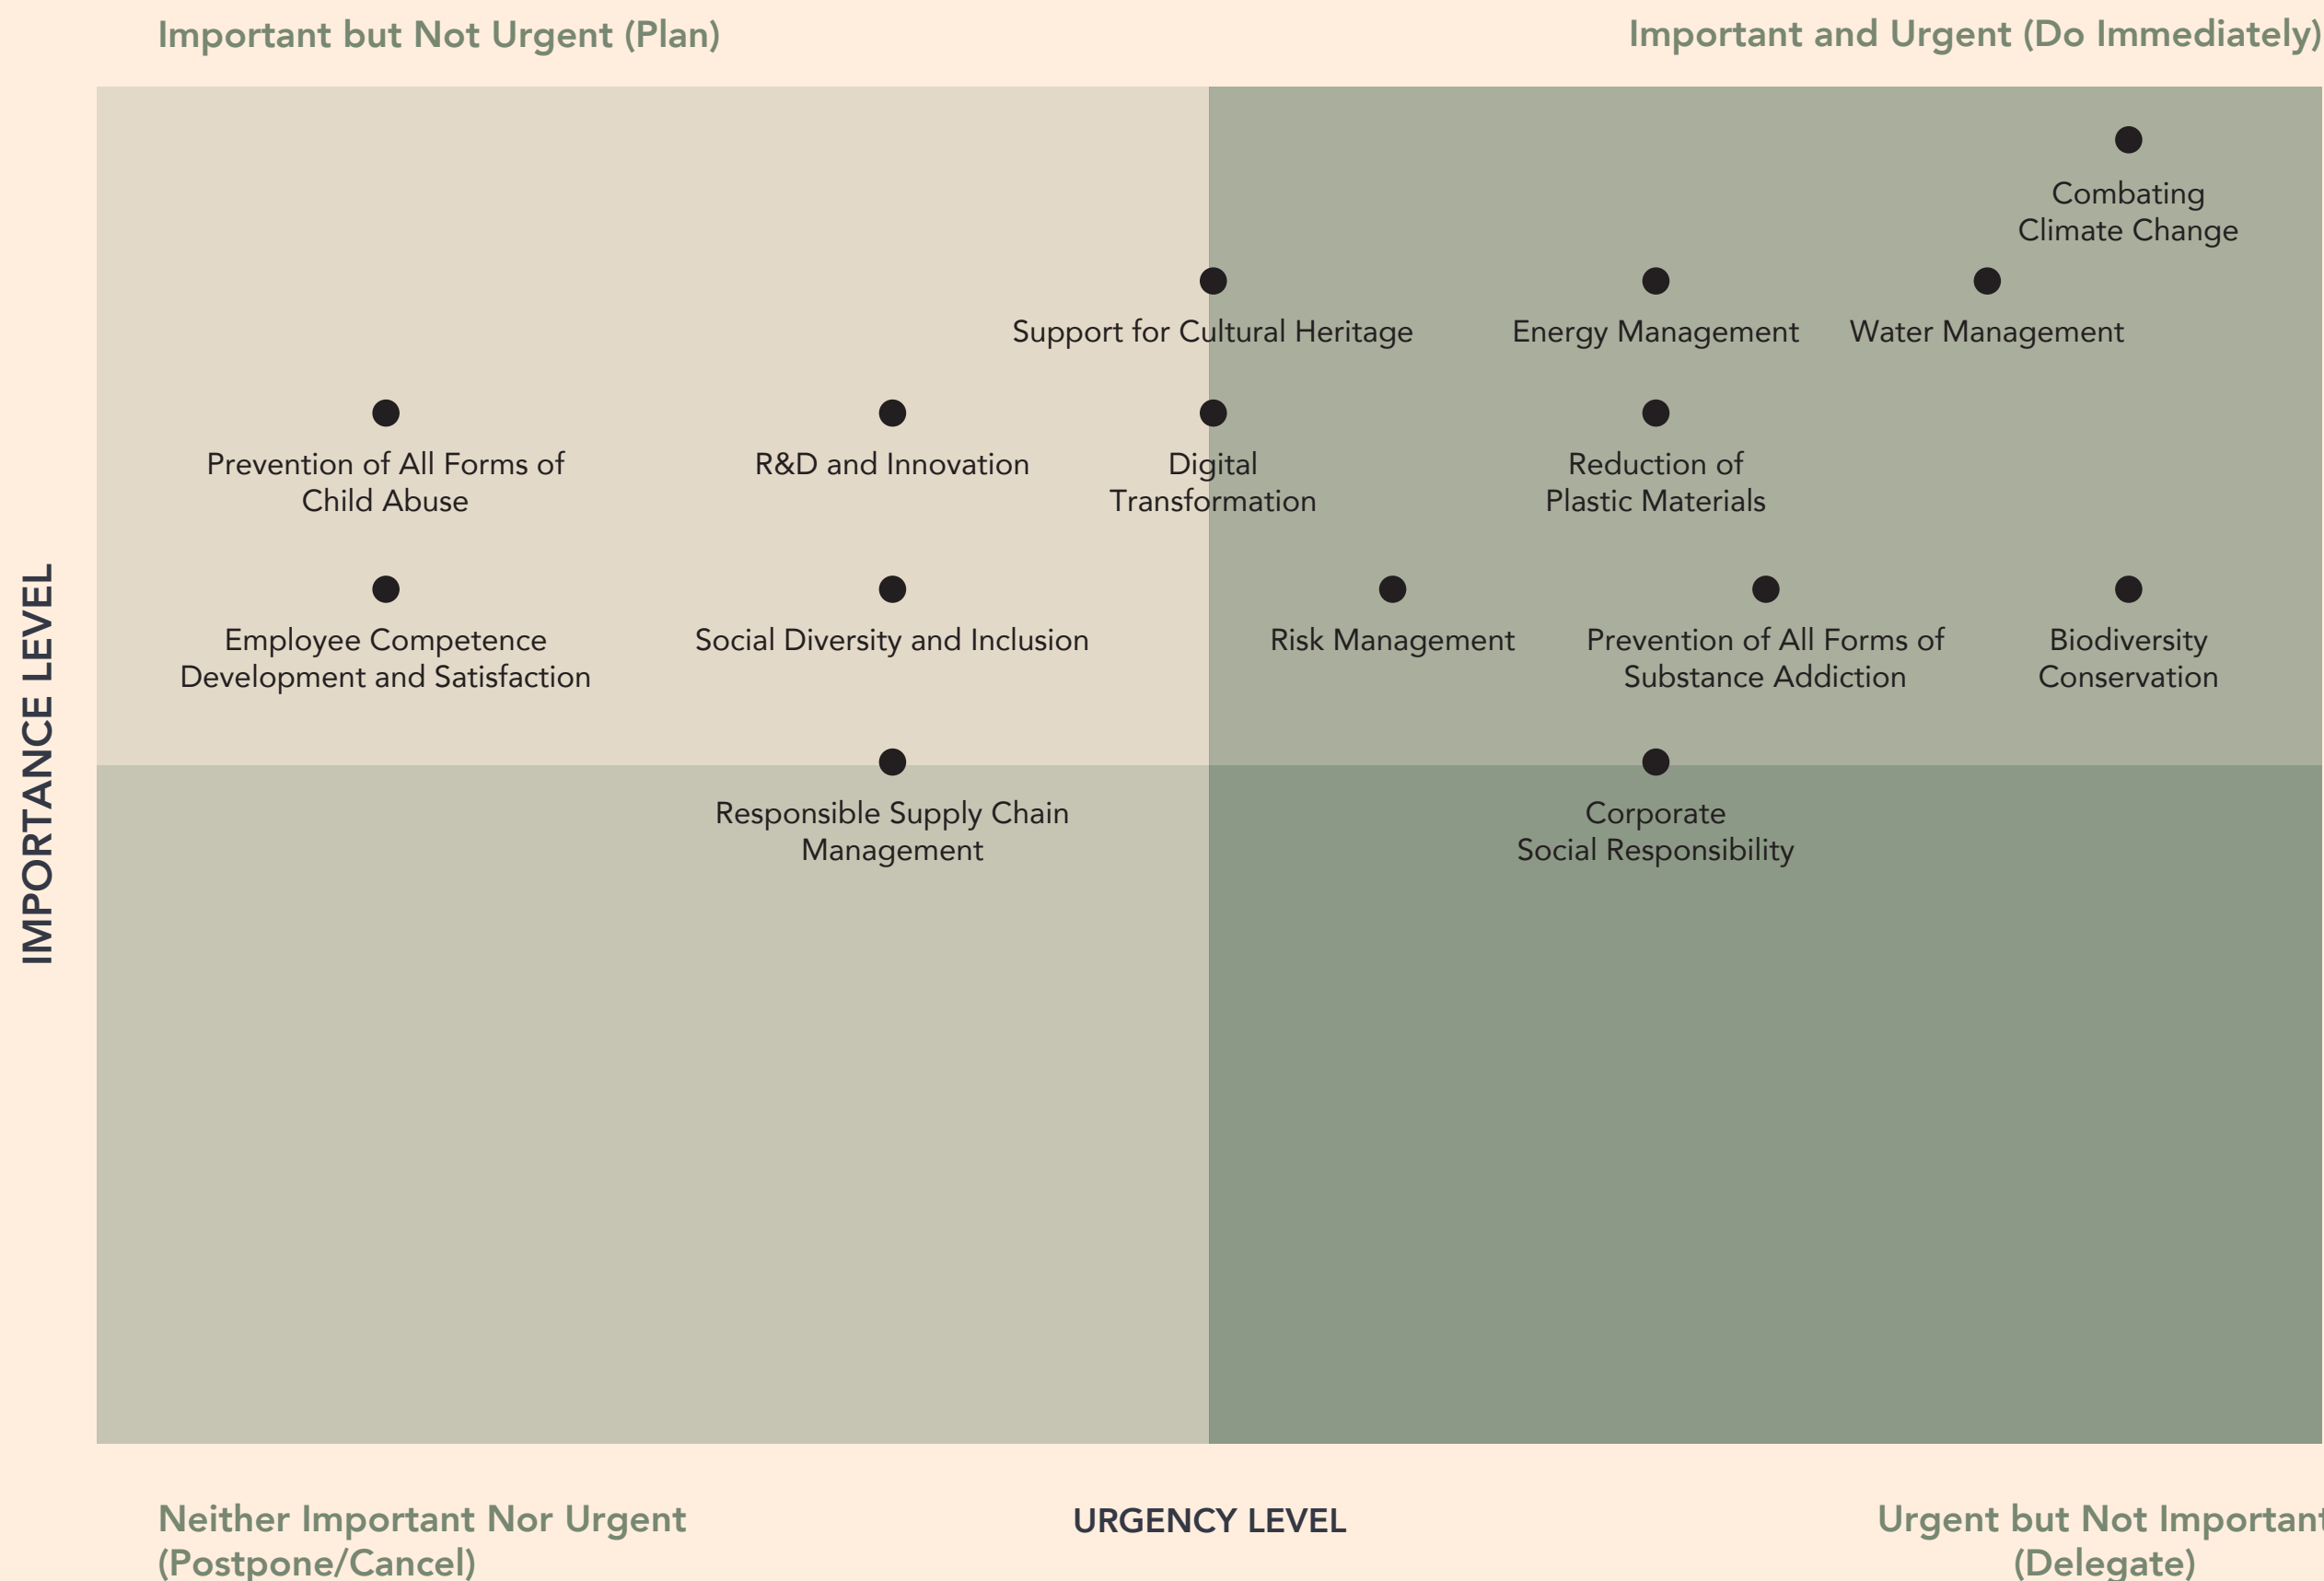 Important but Not Urgent (Plan)
Important and Urgent (Do Immediately)
Combating
Climate Change
Support for Cultural Heritage
Energy Management
Water Management
Prevention of All Forms of
Child Abuse
R&D and Innovation
Digital
Transformation
Reduction of
Plastic Materials
Employee Competence
Development and Satisfaction
Social Diversity and Inclusion
Risk Management
Prevention of All Forms of
Substance Addiction
Biodiversity
Conservation
Responsible Supply Chain
Management
Corporate
Social Responsibility
IMPORTANCE LEVEL
Neither Important Nor Urgent
(Postpone/Cancel)
URGENCY LEVEL
Urgent but Not Important
(Delegate)